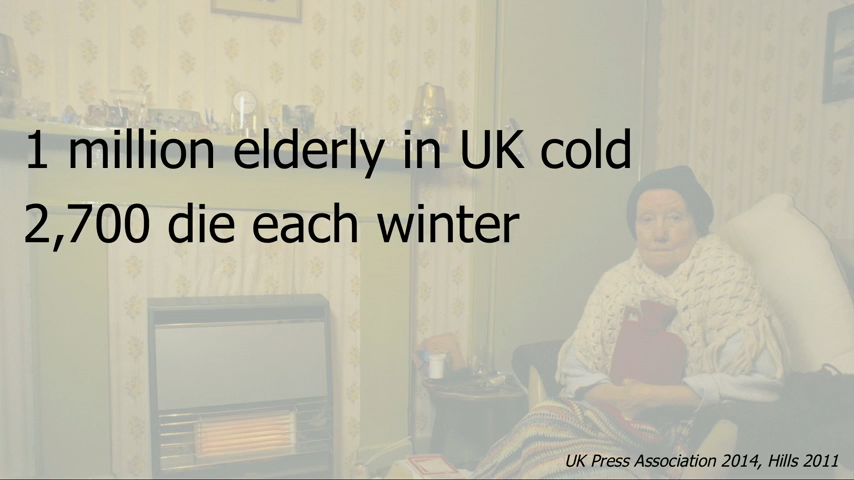 1 million elderly in UK cold
2,700 die each winter
UK Press Association 2014, Hills 2011